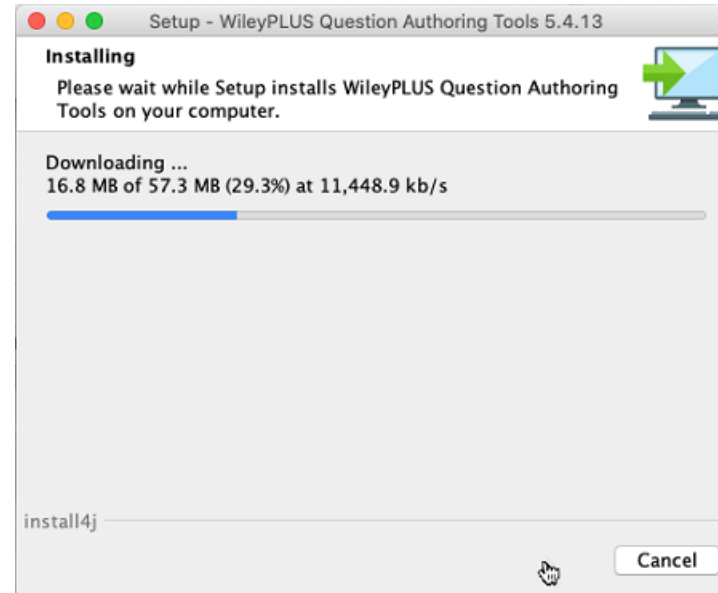 Setup - WileyPLUS Question Authoring Tools 5.4.13
Installing
Please wait while Setup installs WileyPLUS Question Authoring
Tools on your computer.
Downloading ...
16.8 MB of 57.3 MB (29.3%) at 11,448.9 kb/s
install4j
Cancel